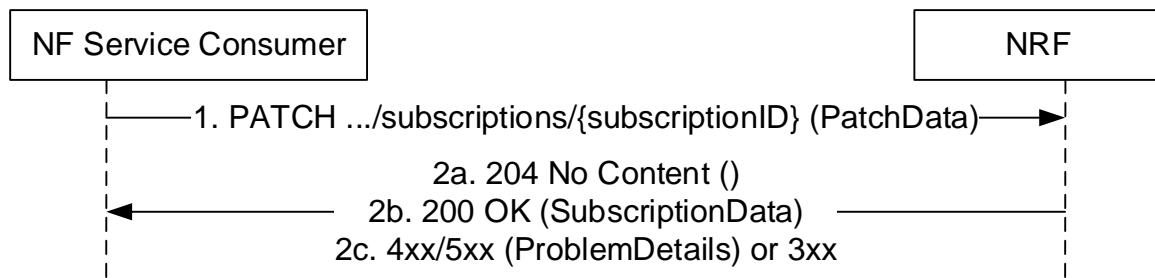 NF Service Consumer
NRF
1. PATCH .../subscriptions/{subscriptionID} (PatchData)
2a. 204 No Content ()
2b. 200 OK (SubscriptionData)
2c. 4xx/5xx (ProblemDetails) or 3xx